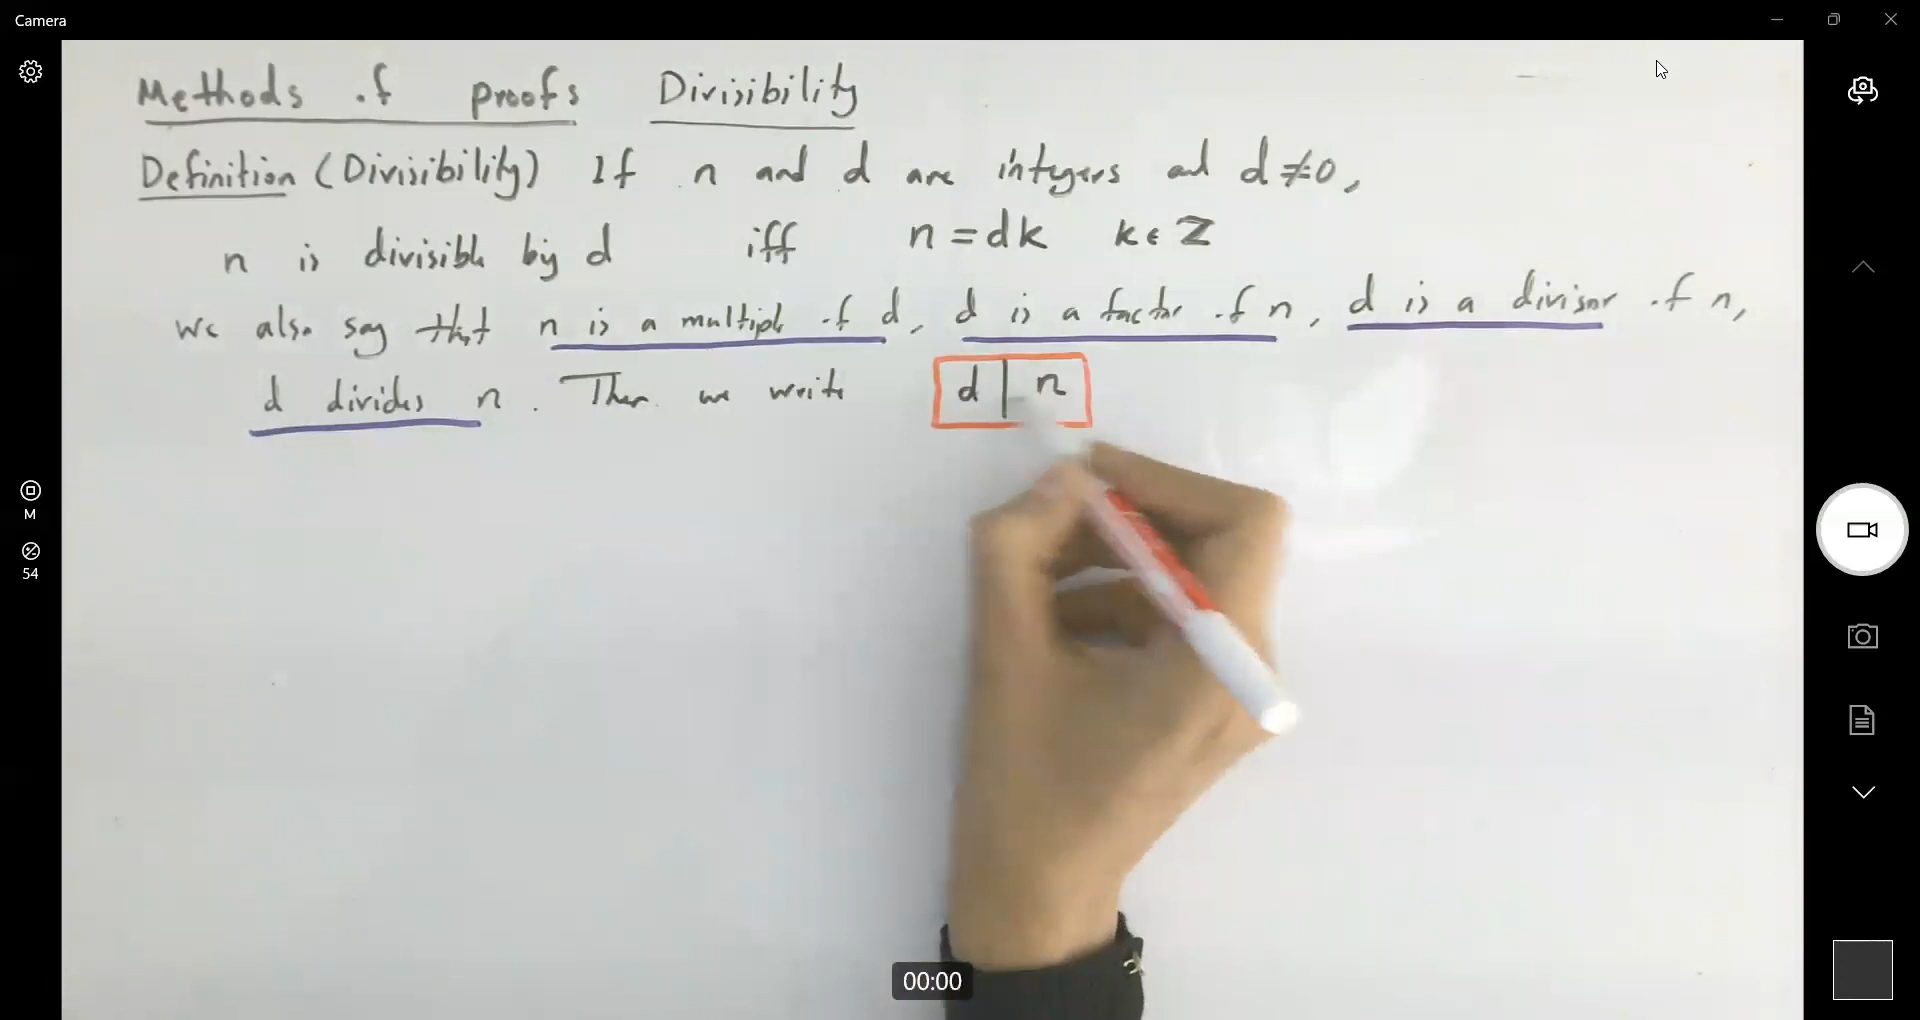 Camera
Methods of proofs Divisibility
Definition (Divisibility) If n and d are integers and d≠0,
n is divisible by d iff n = dk k ∈ ℤ
we also say that n is a multiple of d, d is a factor of n, d is a divisor of n,
d divides n. Then we write d | n
M
54
00:00